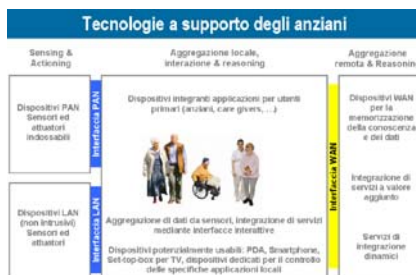 Tecnologie a supporto degli anziani
Sensing &
Actioning
Aggregazione locale,
interazione & reasoning
Aggregazione
remota & Reasoning
Dispositivi PAN
Sensori ed
attuatori
indossabili
Interfaccia PAN
Dispositivi LAN
(non intrusivi)
Sensori ed
attuatori
Interfaccia LAN
Dispositivi integranti applicazioni per utenti
primari (anziani, care givers, ...)
Aggregazione di dati da sensori, integrazione di servizi
mediante interfacce interattive
Dispositivi potenzialmente usabili: PDA, Smartphone,
Set-top-box per TV, dispositivi dedicati per il controllo
delle specifiche applicazioni locali
Interfaccia WAN
Dispositivi WAN
per la
memorizzazione
della conoscenza
e dei dati
Integrazione di
servizi a valore
aggiunto
Servizi di
integrazione
dinamici